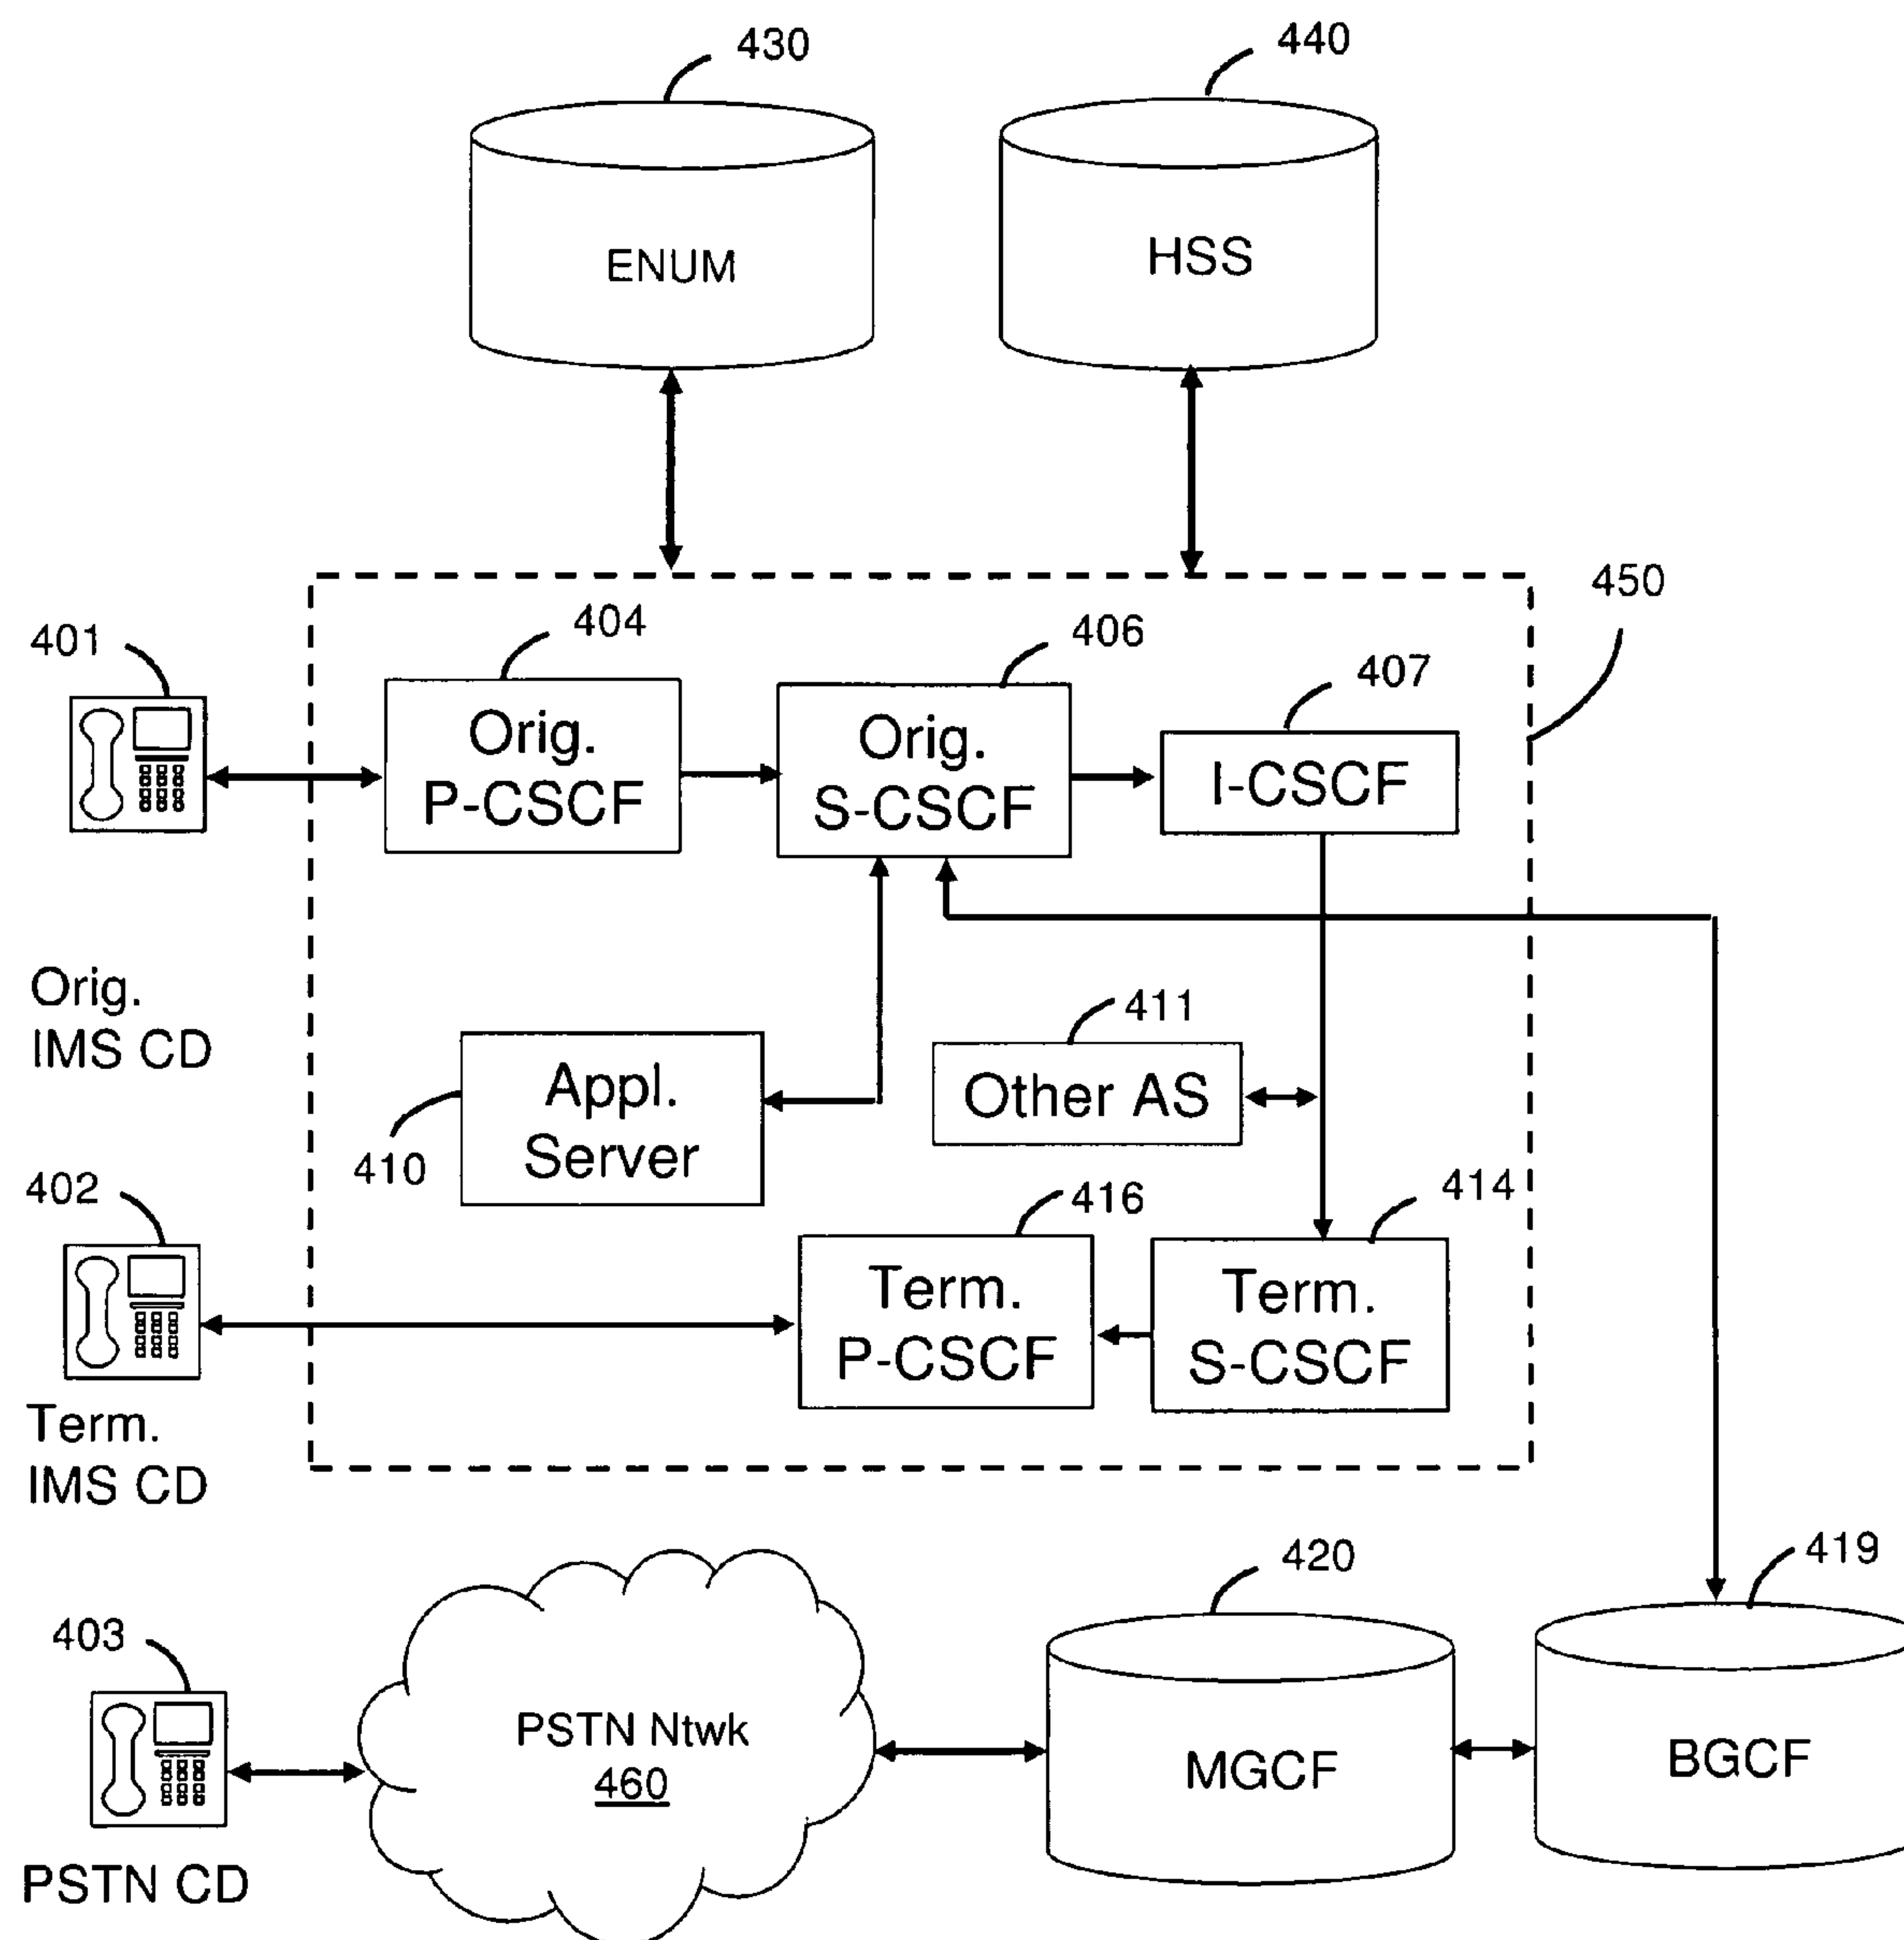 430
440
ENUM
HSS
450
401
404
406
407
Orig.
P-CSCF
Orig.
S-CSCF
I-CSCF
Orig.
IMS CD
411
Other AS
Appl.
Server
410
402
416
414
Term.
P-CSCF
Term.
S-CSCF
Term.
IMS CD
420
419
403
PSTN Ntwk
460
MGCF
BGCF
PSTN CD